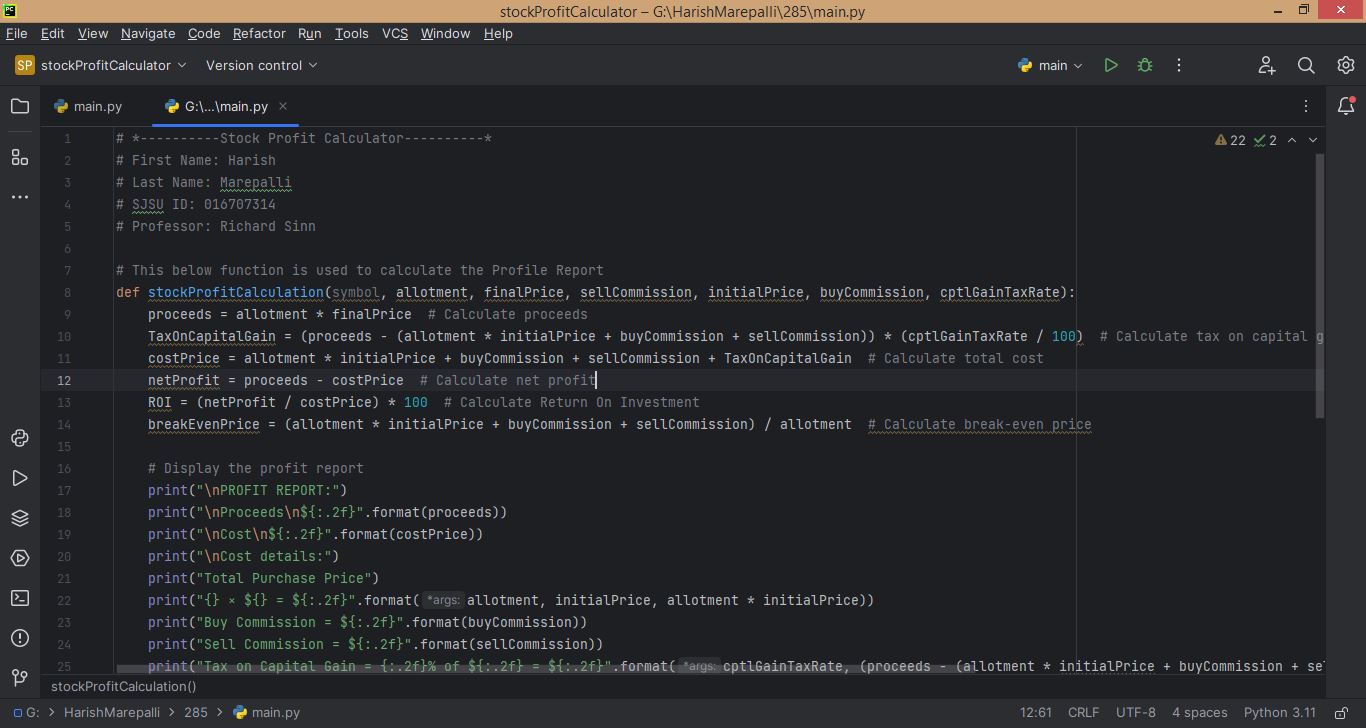 stockProfitCalculator – G:\HarishMarepalli\285\main.py
File Edit View Navigate Code Refactor Run Tools VCS Window Help
SP stockProfitCalculator Version control main
main.py G:\...\main.py
22 2
1 # *----------Stock Profit Calculator----------*
2 # First Name: Harish
3 # Last Name: Marepalli
4 # SJSU ID: 016707314
5 # Professor: Richard Sinn
6
7 # This below function is used to calculate the Profile Report
8 def stockProfitCalculation(symbol, allotment, finalPrice, sellCommission, initialPrice, buyCommission, cptlGainTaxRate):
9 proceeds = allotment * finalPrice  # Calculate proceeds
10 TaxOnCapitalGain = (proceeds - (allotment * initialPrice + buyCommission + sellCommission)) * (cptlGainTaxRate / 100)  # Calculate tax on capital g
11 costPrice = allotment * initialPrice + buyCommission + sellCommission + TaxOnCapitalGain  # Calculate total cost
12 netProfit = proceeds - costPrice  # Calculate net profit
13 ROI = (netProfit / costPrice) * 100  # Calculate Return On Investment
14 breakEvenPrice = (allotment * initialPrice + buyCommission + sellCommission) / allotment  # Calculate break-even price
15
16 # Display the profit report
17 print("\nPROFIT REPORT:")
18 print("\nProceeds\n${:.2f}".format(proceeds))
19 print("\nCost\n${:.2f}".format(costPrice))
20 print("\nCost details:")
21 print("Total Purchase Price")
22 print("{} × ${} = ${:.2f}".format( *args: allotment, initialPrice, allotment * initialPrice))
23 print("Buy Commission = ${:.2f}".format(buyCommission))
24 print("Sell Commission = ${:.2f}".format(sellCommission))
25 print("Tax on Capital Gain = {:.2f}% of ${:.2f} = ${:.2f}".format( *args: cptlGainTaxRate, (proceeds - (allotment * initialPrice + buyCommission + sel
stockProfitCalculation()
G: > HarishMarepalli > 285 > main.py 12:61 CRLF UTF-8 4 spaces Python 3.11